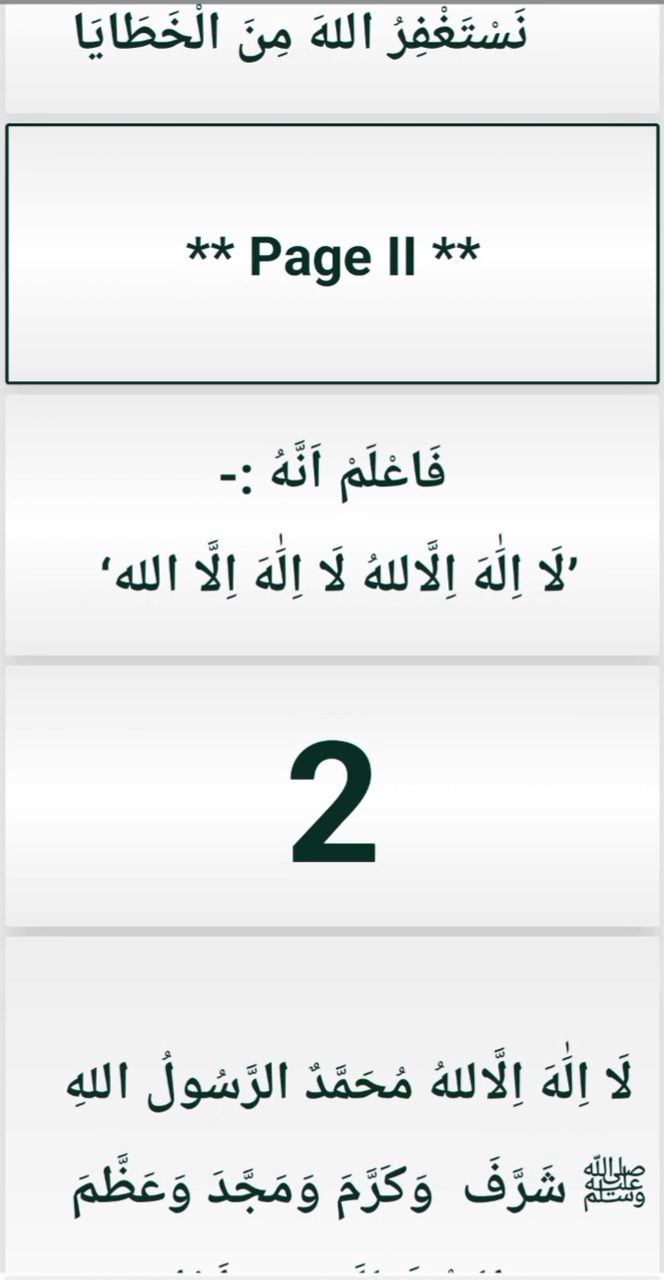 نَسْتَغْفِرُ اللهَ مِنَ الْخَطَايَا
** Page II **
فَاعْلَمْ اَنَّهُ :-
’لَا اِلٰهَ اِلَّاللهُ لَا اِلٰهَ اِلَّا الله‘
2
لَا اِلٰهَ اِلَّاللهُ مُحَمَّدٌ الرَّسُولُ اللهِ
ﷺ شَرَّفَ وَكَرَّمَ وَمَجَّدَ وَعَظَّمَ